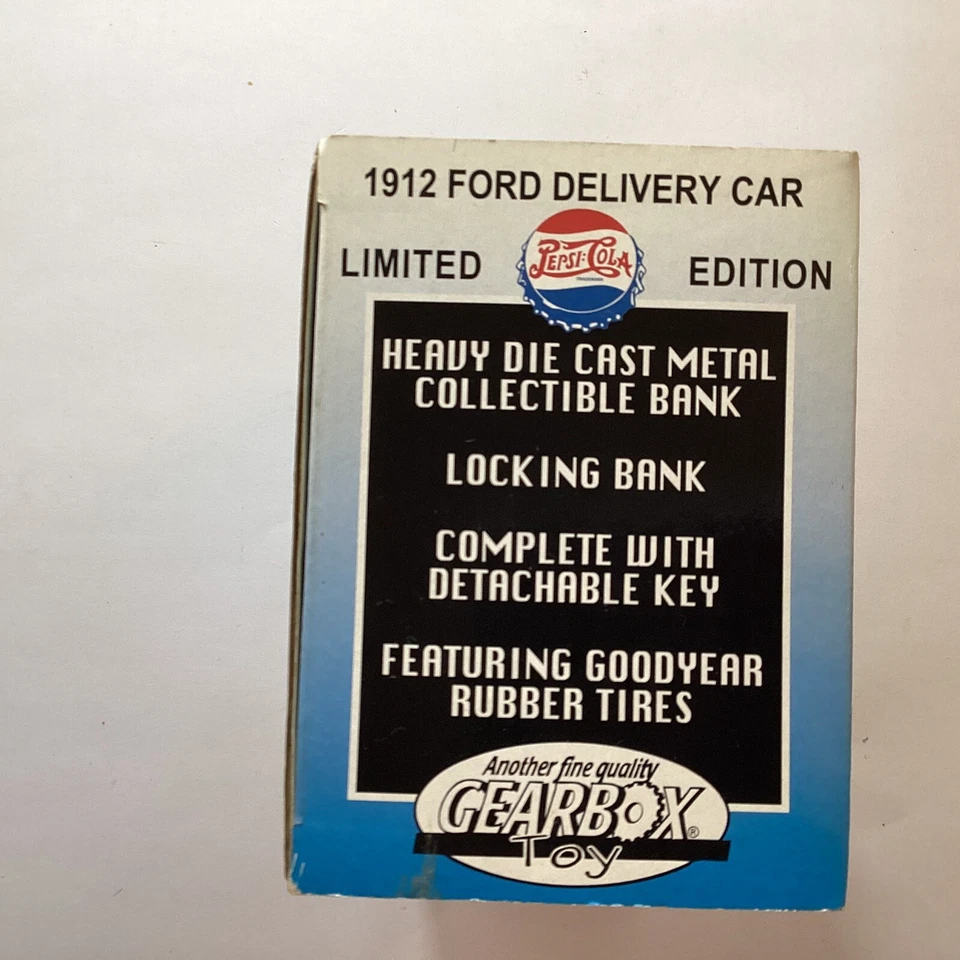 1912 FORD DELIVERY CAR
LIMITED
PEPSI:COLA
TRADEMARK
EDITION
HEAVY DIE CAST METAL
COLLECTIBLE BANK
LOCKING BANK
COMPLETE WITH
DETACHABLE KEY
FEATURING GOODYEAR
RUBBER TIRES
Another fine quality
GEARBOX®
Toy